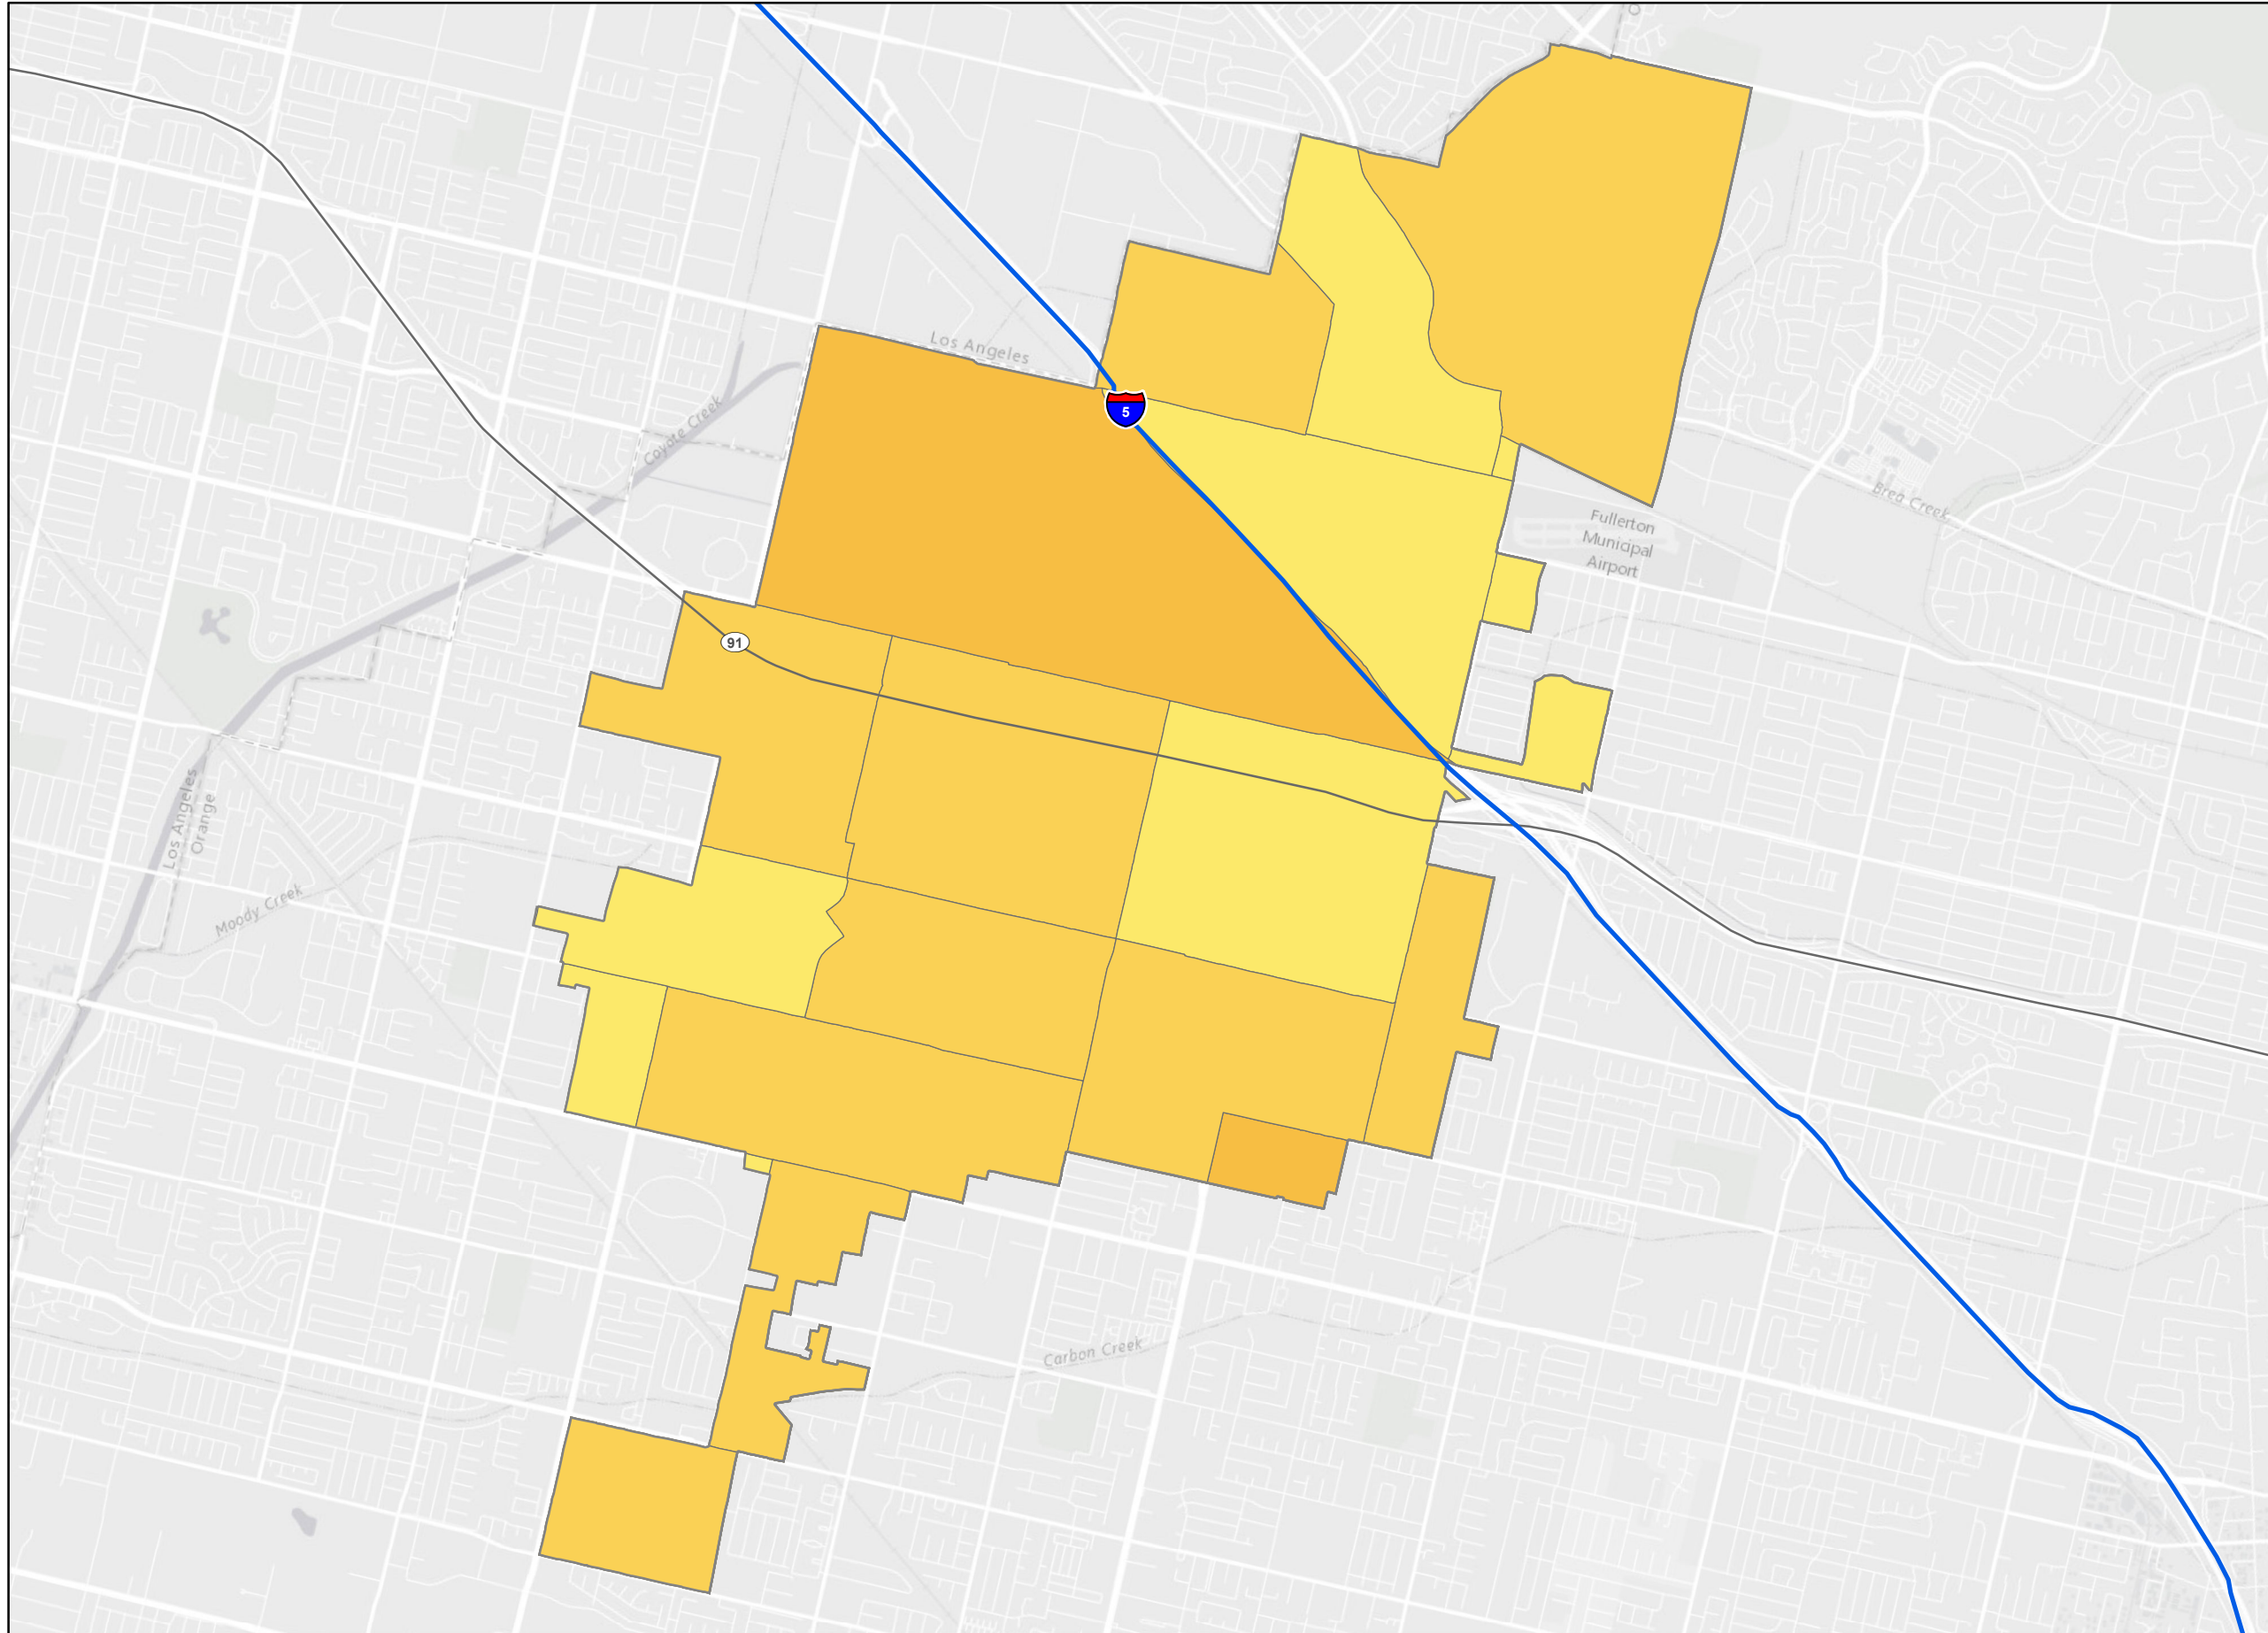 Los Angeles
5
Coyote Creek
Brea Creek
Fullerton
Municipal
Airport
91
Los Angeles
Orange
Moody Creek
Carbon Creek